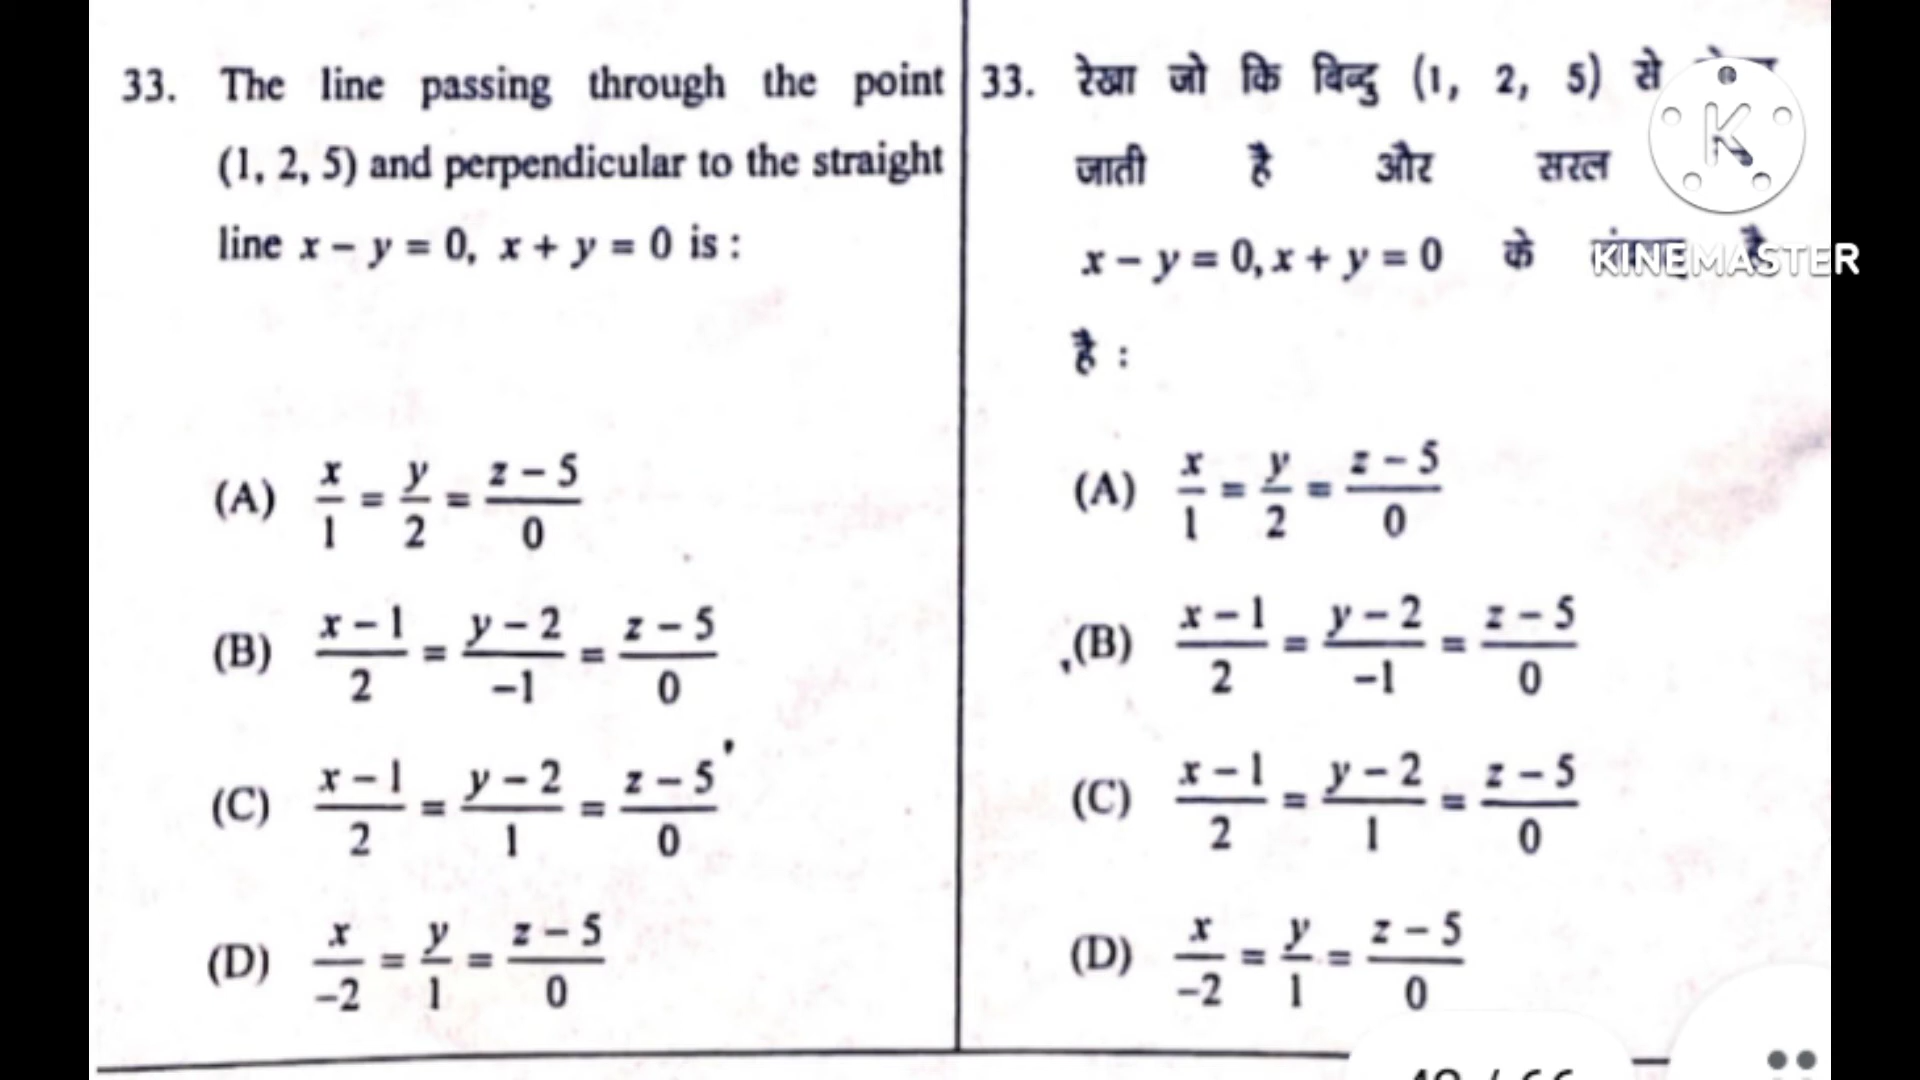 33. The line passing through the point
(1, 2, 5) and perpendicular to the straight
line x – y = 0, x + y = 0 is :
(A) x/1 = y/2 = (z – 5)/0
(B) (x – 1)/2 = (y – 2)/–1 = (z – 5)/0
(C) (x – 1)/2 = (y – 2)/1 = (z – 5)/0
(D) x/–2 = y/1 = (z – 5)/0
33. रेखा जो कि बिन्दु (1, 2, 5) से
जाती है और सरल
x – y = 0, x + y = 0 के है
है :
(A) x/1 = y/2 = (z – 5)/0
(B) (x – 1)/2 = (y – 2)/–1 = (z – 5)/0
(C) (x – 1)/2 = (y – 2)/1 = (z – 5)/0
(D) x/–2 = y/1 = (z – 5)/0
K
KINEMASTER